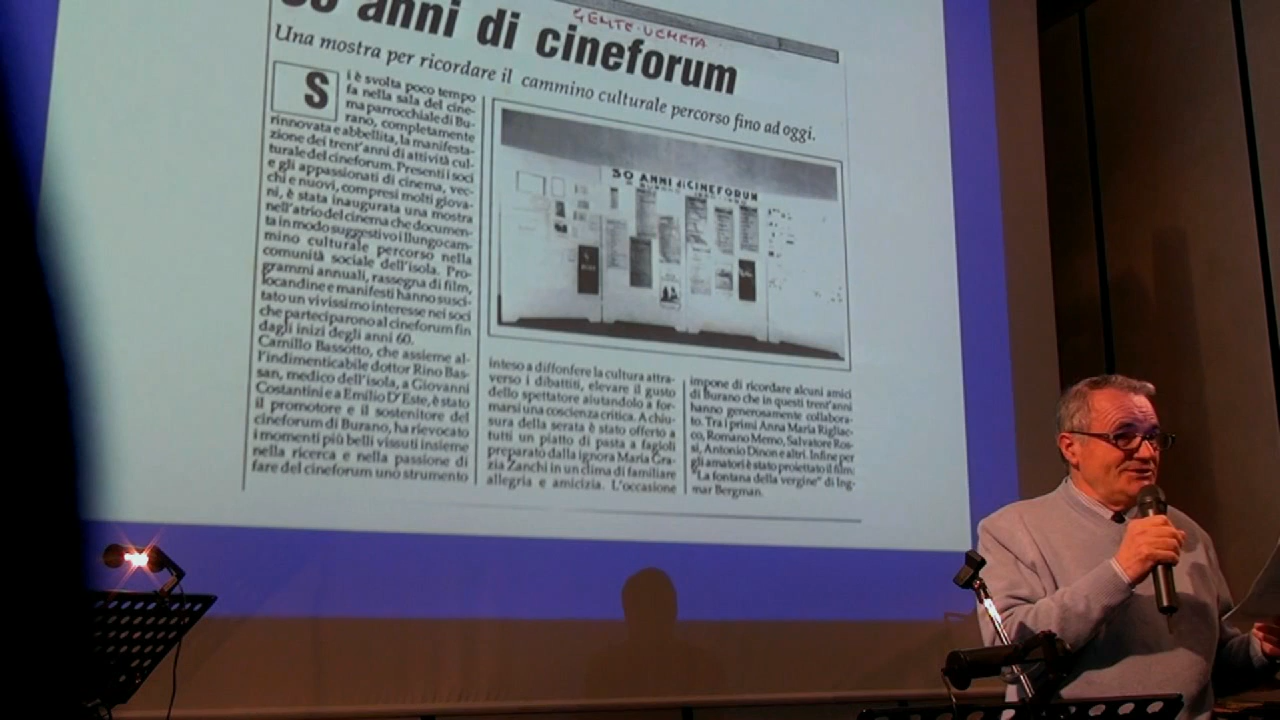 30 anni di cineforum
GENTE VENETA
Una mostra per ricordare il cammino culturale percorso fino ad oggi.
Si è svolta poco tempo
fa nella sala del cine-
ma parrocchiale di Bu-
rano, completamente
rinnovata e abbellita, la manifesta-
zione dei trent'anni di attività cul-
turale del cineforum. Presenti i soci
e gli appassionati di cinema, vec-
chi e nuovi, compresi molti giova-
ni, è stata inaugurata una mostra
nell'atrio del cinema che documen-
ta in modo suggestivo il lungo cam-
mino culturale percorso nella
comunità sociale dell'isola. Pro-
grammi annuali, rassegna di film,
locandine e manifesti hanno susci-
tato un vivissimo interesse nei soci
che parteciparono al cineforum fin
dagli inizi degli anni 60.
Camillo Bassotto, che assieme al-
l'indimenticabile dottor Rino Bas-
san, medico dell'isola, a Giovanni
Costantini e a Emilio D'Este, è stato
il promotore e il sostenitore del
cineforum di Burano, ha rievocato
i momenti più belli vissuti insieme
nella ricerca e nella passione di
fare del cineforum uno strumento
30 ANNI di CINEFORUM
inteso a diffonfere la cultura attra-
verso i dibattiti, elevare il gusto
dello spettatore aiutandolo a for-
marsi una coscienza critica. A chiu-
sura della serata è stato offerto a
tutti un piatto di pasta a fagioli
preparato dalla ignora Maria Gra-
zia Zanchi in un clima di familiare
allegria e amicizia. L'occasione
impone di ricordare alcuni amici
di Burano che in questi trent'anni
hanno generosamente collabora-
to. Tra i primi Anna Maria Rigliac-
co, Romano Memo, Salvatore Ros-
si, Antonio Dinon e altri. Infine per
gli amatori è stato proiettato il film:
"La fontana della vergine" di Ing-
mar Bergman.